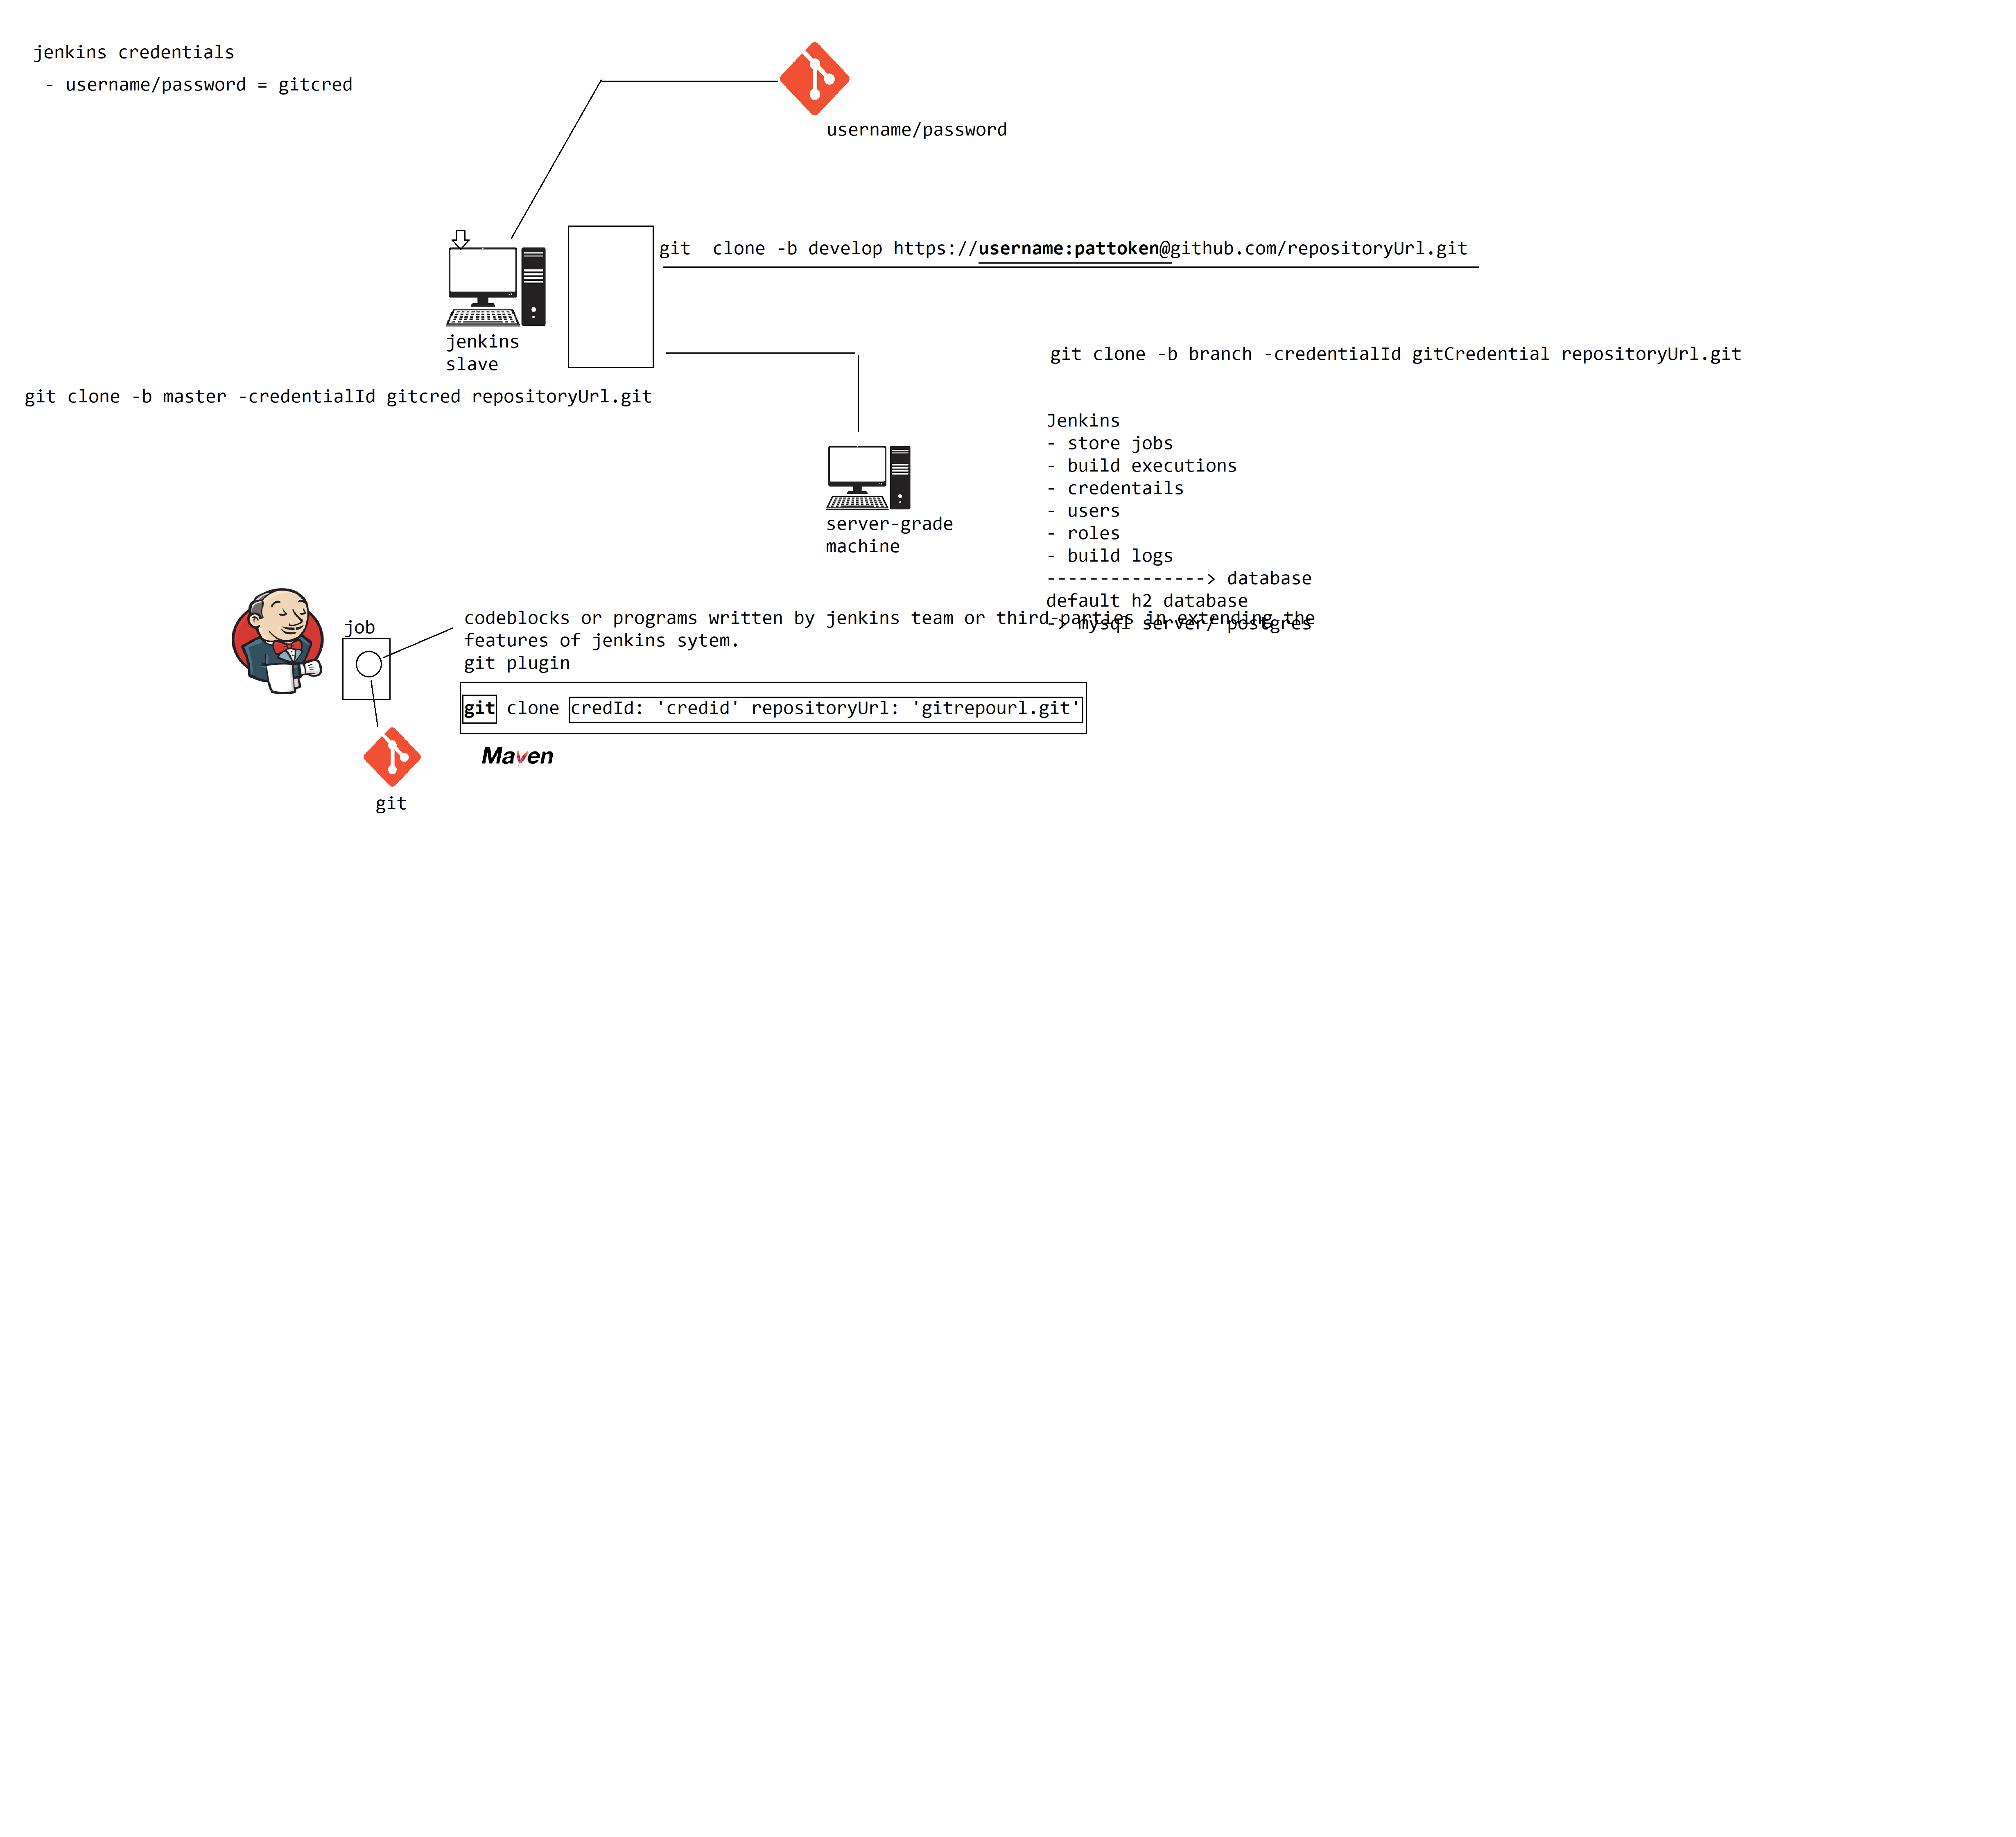 jenkins credentials
- username/password = gitcred
username/password
git  clone -b develop https://username:pattoken@github.com/repositoryUrl.git
jenkins
slave
git clone -b branch -credentialId gitCredential repositoryUrl.git
git clone -b master -credentialId gitcred repositoryUrl.git
Jenkins
- store jobs
- build executions
- credentails
- users
- roles
- build logs
---------------> database
default h2 database
-> mysql server/ postgres
server-grade
machine
job
codeblocks or programs written by jenkins team or third-parties in extending the
features of jenkins sytem.
git plugin
git clone credId: 'credid' repositoryUrl: 'gitrepourl.git'
Maven
git